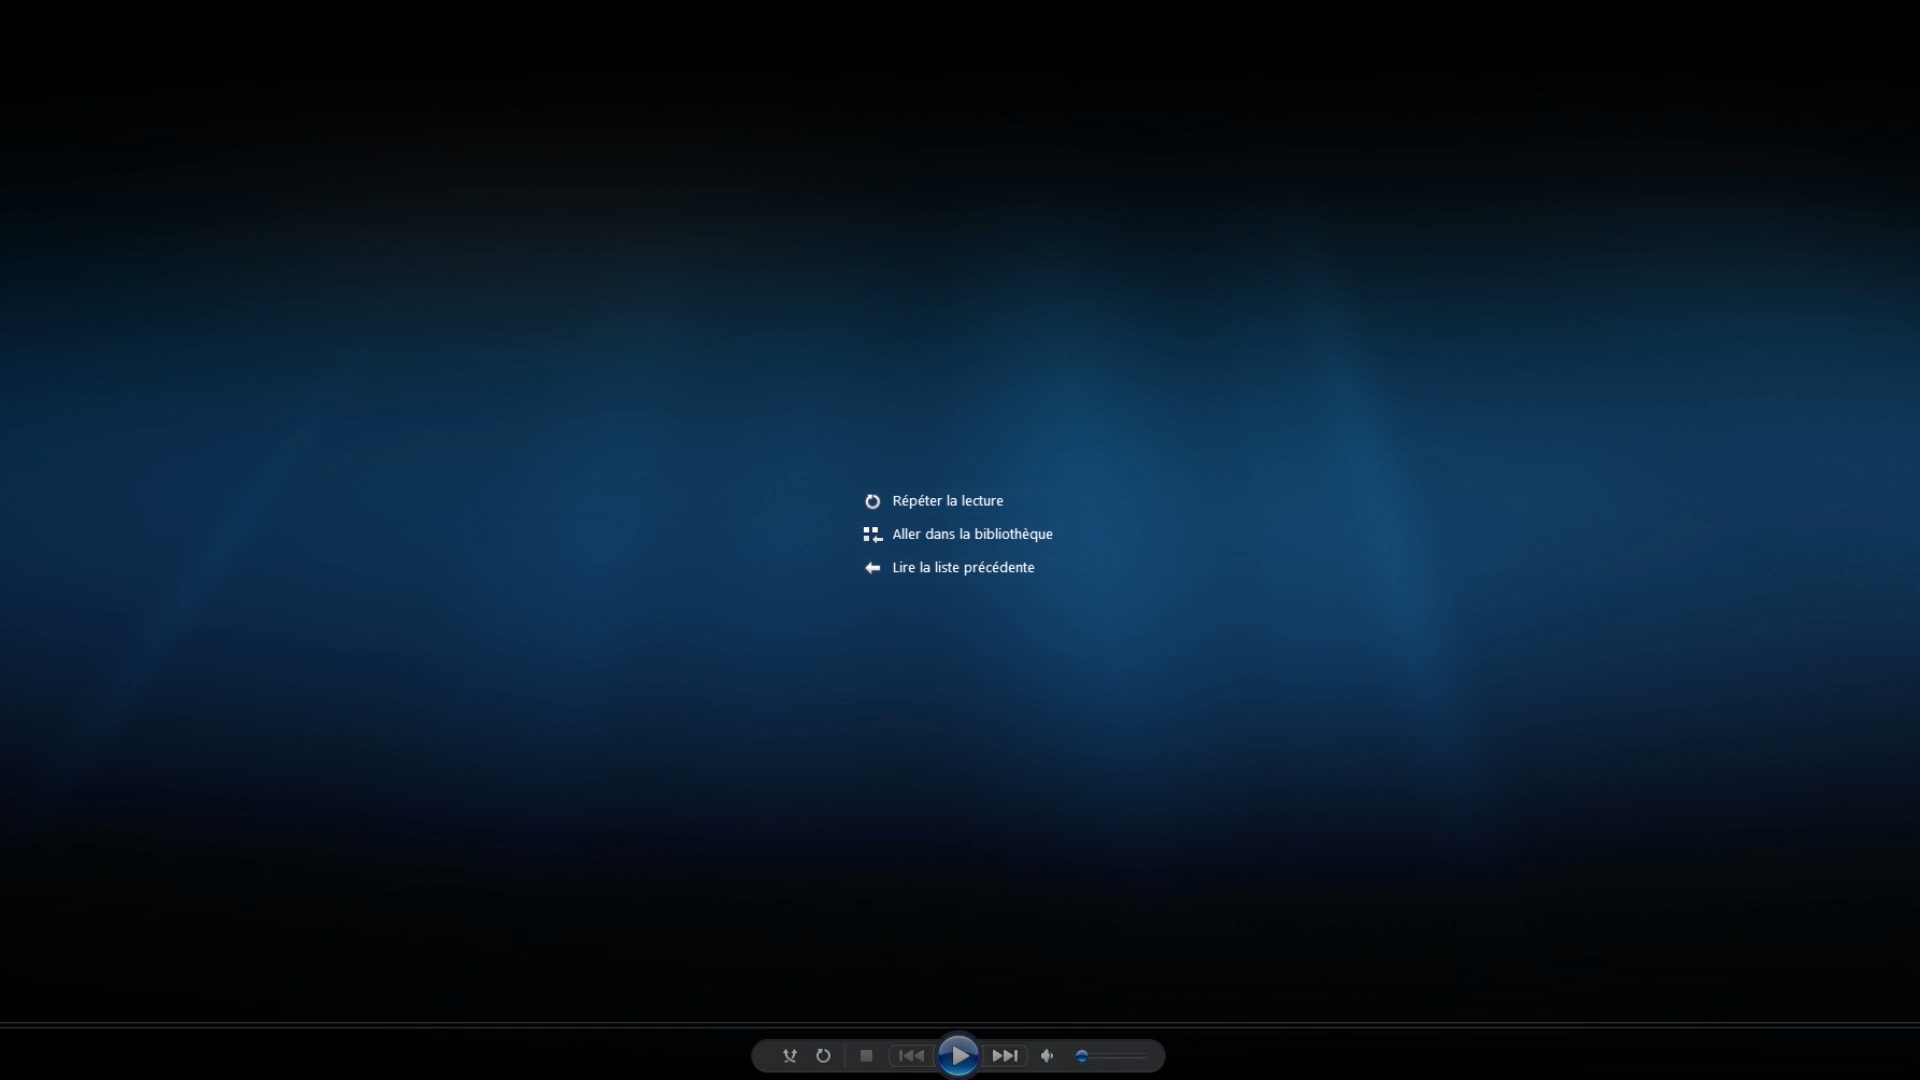 Répéter la lecture
Aller dans la bibliothèque
Lire la liste précédente